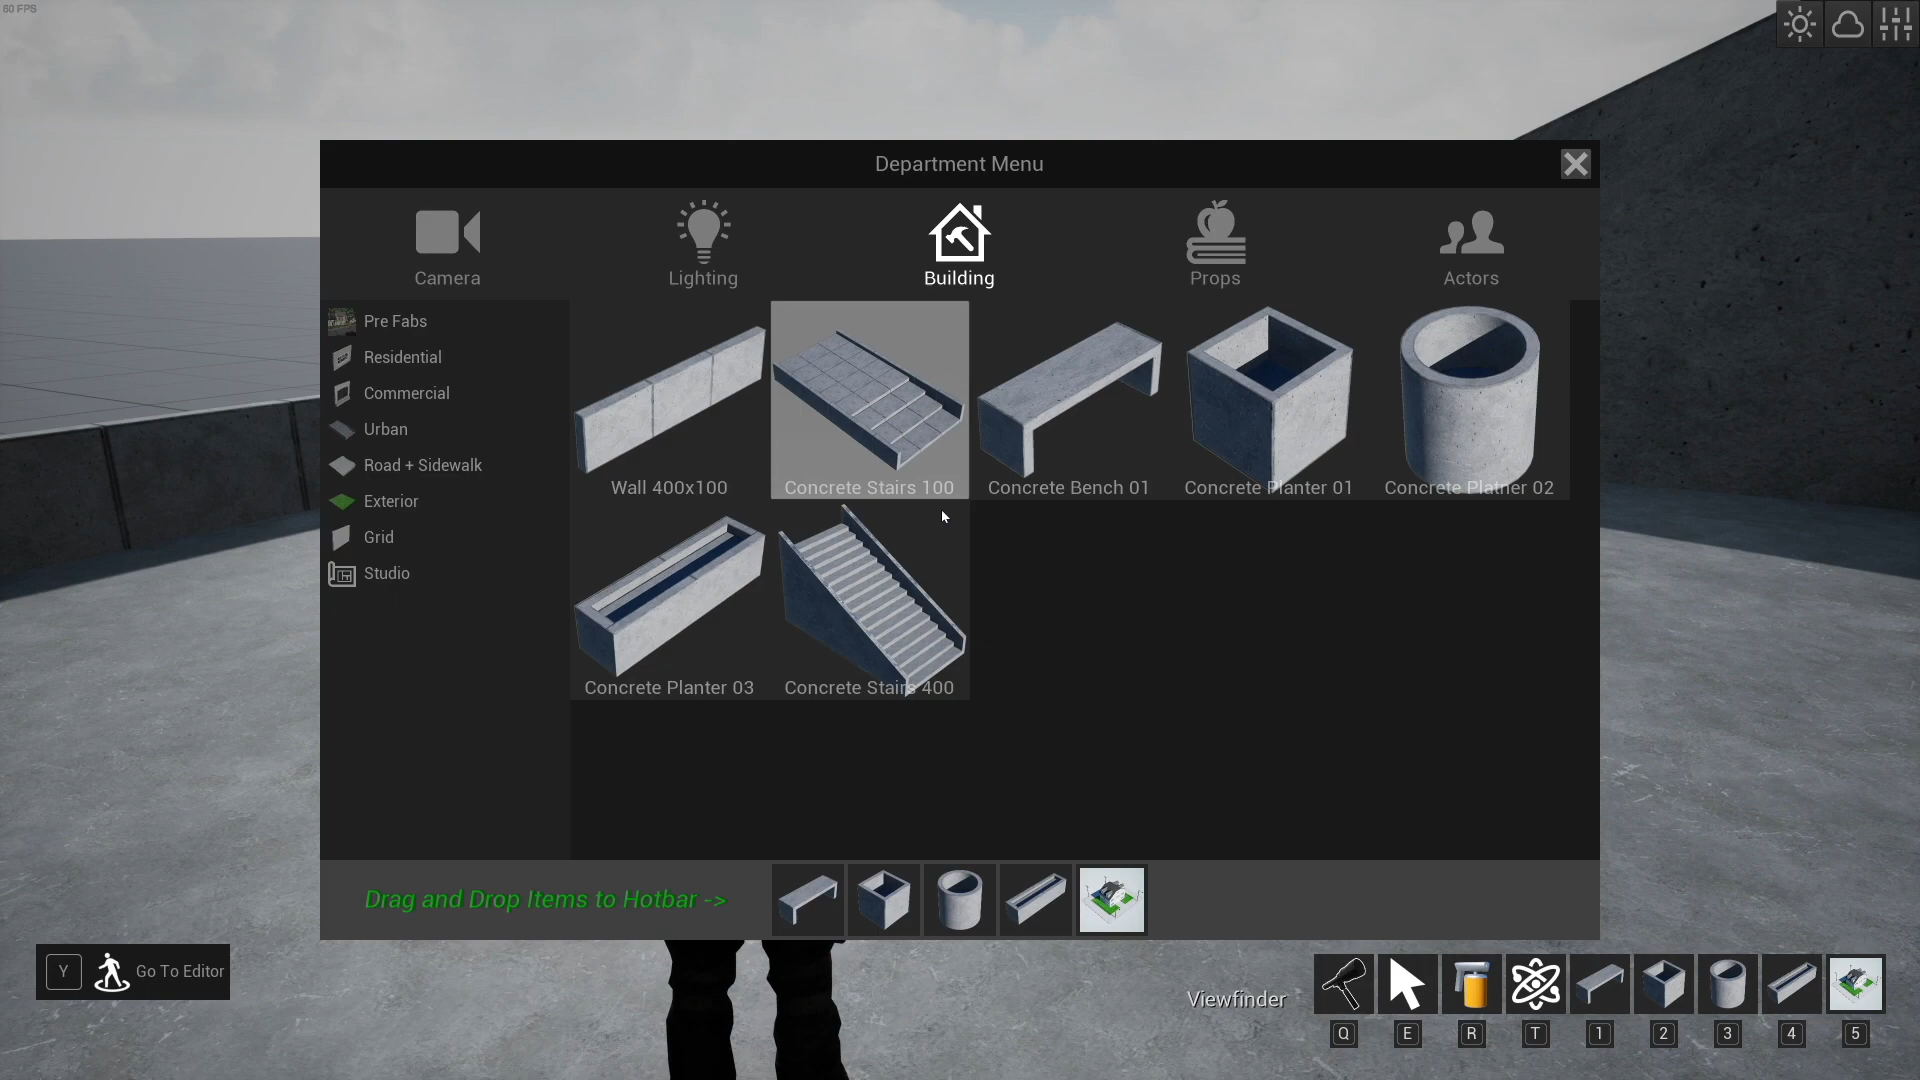 60 FPS
Department Menu
Camera
Lighting
Building
Props
Actors
Pre Fabs
Residential
Commercial
Urban
Road + Sidewalk
Exterior
Grid
Studio
Wall 400x100
Concrete Stairs 100
Concrete Bench 01
Concrete Planter 01
Concrete Platner 02
Concrete Planter 03
Concrete Stairs 400
Drag and Drop Items to Hotbar ->
Y Go To Editor
Viewfinder
Q E R T 1 2 3 4 5